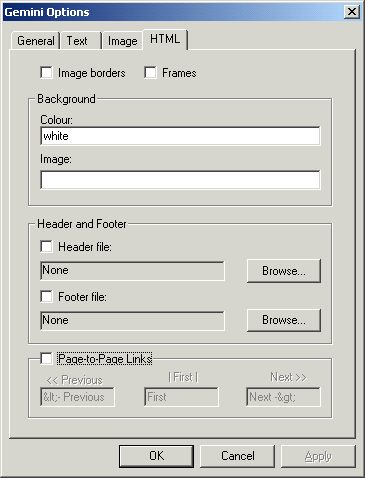 Gemini Options
General Text Image HTML
Image borders Frames
Background
Colour:
white
Image:
Header and Footer
Header file:
None Browse...
Footer file:
None Browse...
Page-to-Page Links
<< Previous | First | Next >>
&lt;- Previous First Next -&gt;
OK Cancel Apply